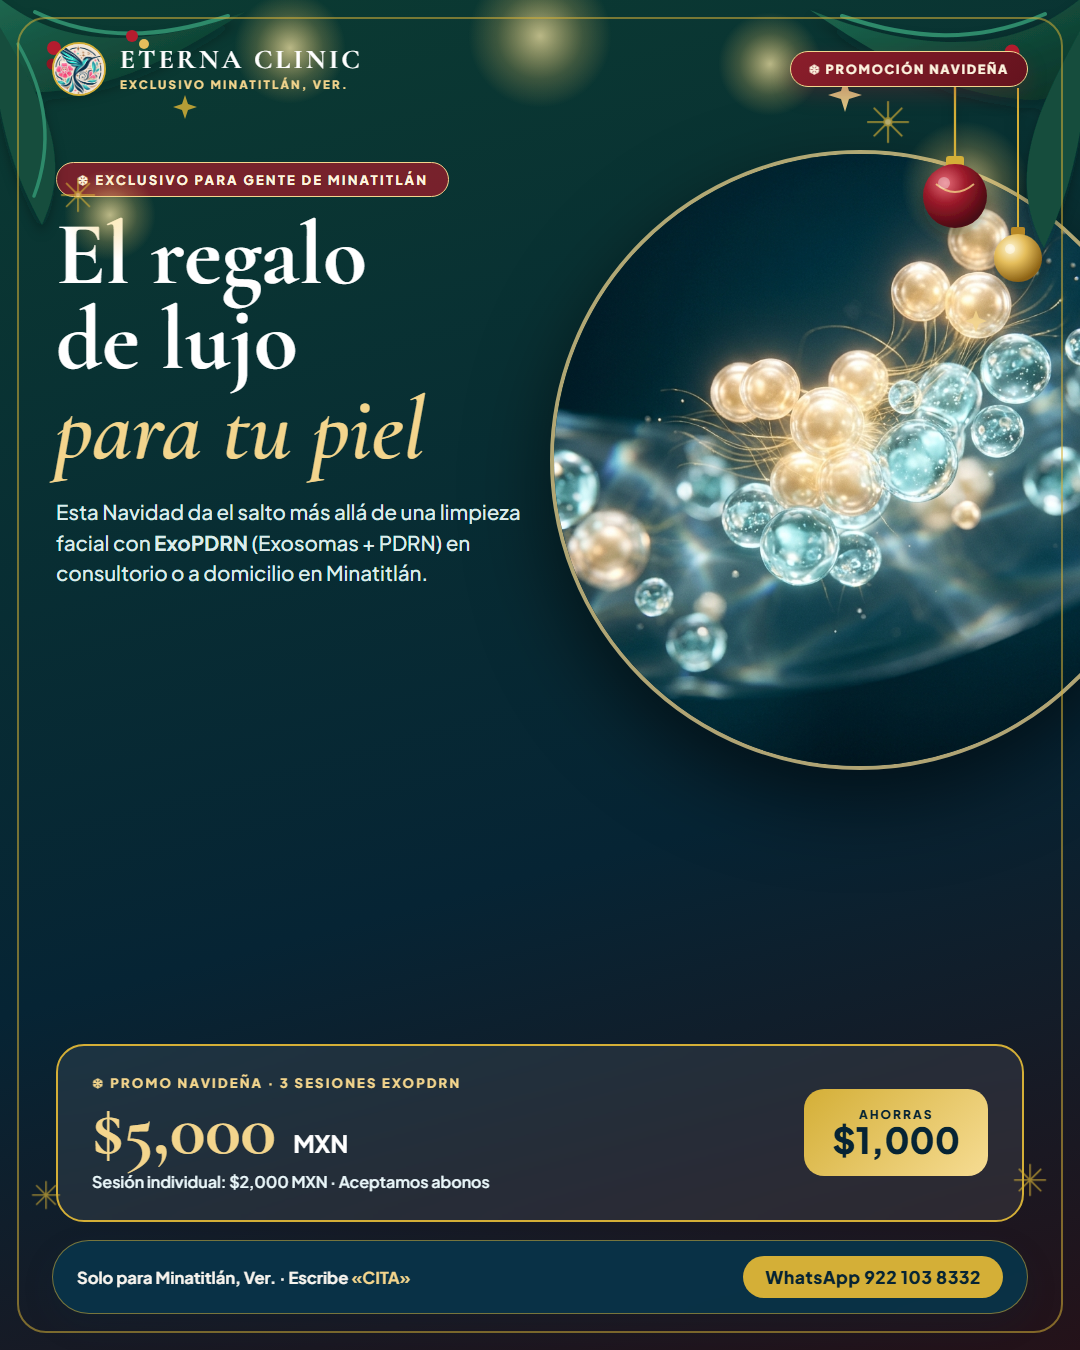 ETERNA CLINIC
EXCLUSIVO MINATITLÁN, VER.
❄ PROMOCIÓN NAVIDEÑA
❄ EXCLUSIVO PARA GENTE DE MINATITLÁN
El regalo
de lujo
para tu piel
Esta Navidad da el salto más allá de una limpieza
facial con ExoPDRN (Exosomas + PDRN) en
consultorio o a domicilio en Minatitlán.
❄ PROMO NAVIDEÑA · 3 SESIONES EXOPDRN
$5,000 MXN
Sesión individual: $2,000 MXN · Aceptamos abonos
AHORRAS
$1,000
Solo para Minatitlán, Ver. · Escribe «CITA»
WhatsApp 922 103 8332